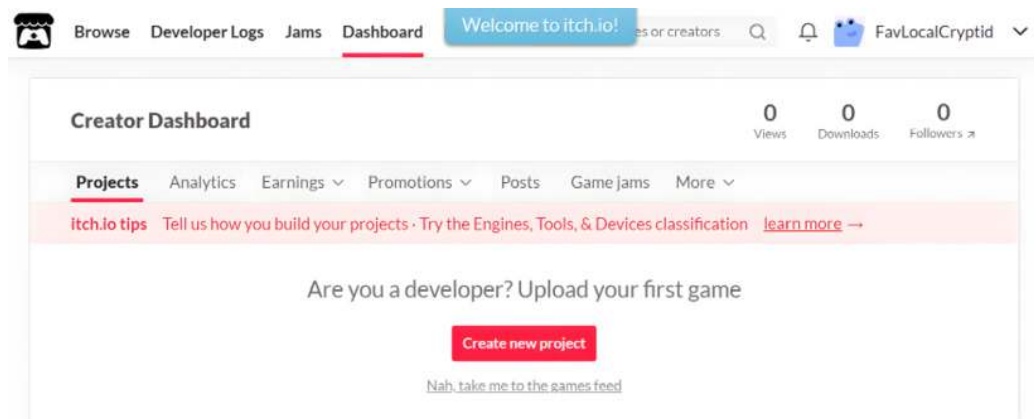 Browse Developer Logs Jams Dashboard Welcome to itch.io! es or creators FavLocalCryptid
Creator Dashboard
0 0 0
Views Downloads Followers ↗
Projects Analytics Earnings Promotions Posts Game jams More
itch.io tips Tell us how you build your projects · Try the Engines, Tools, & Devices classification learn more →
Are you a developer? Upload your first game
Create new project
Nah, take me to the games feed